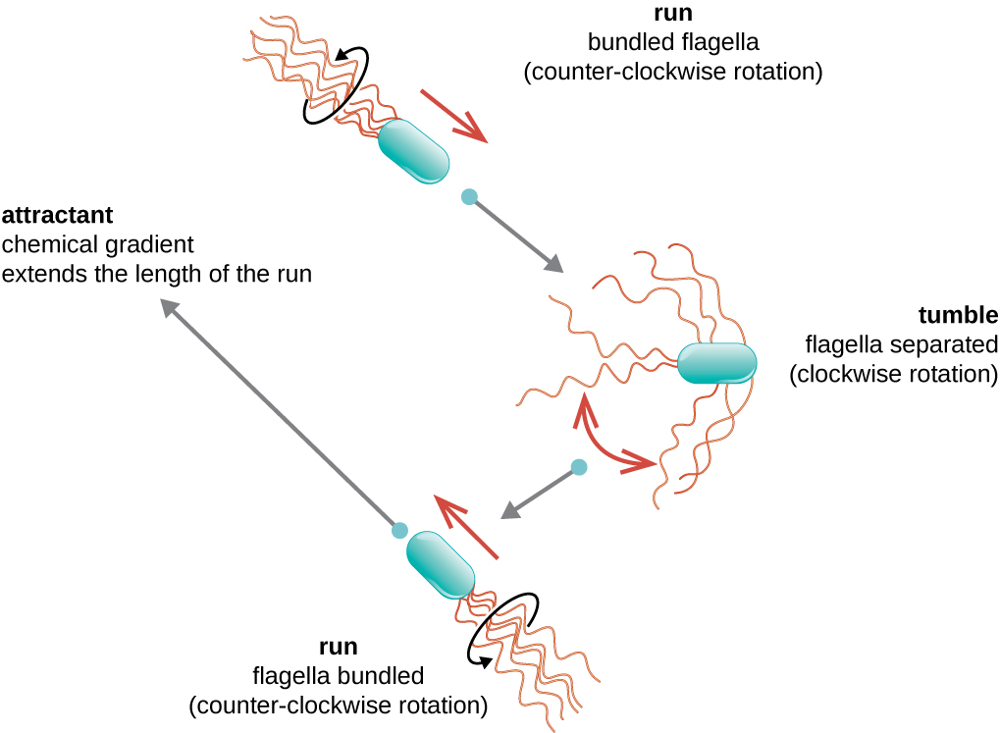 run
bundled flagella
(counter-clockwise rotation)
attractant
chemical gradient
extends the length of the run
tumble
flagella separated
(clockwise rotation)
run
flagella bundled
(counter-clockwise rotation)